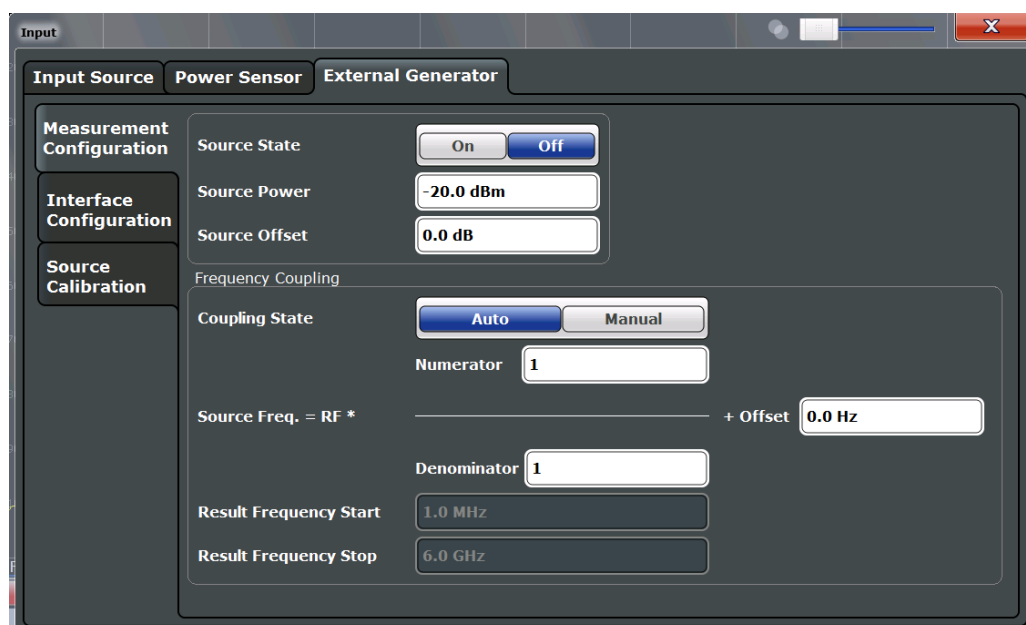 Input
X
Input Source Power Sensor External Generator
Measurement
Configuration
Interface
Configuration
Source
Calibration
Source State On Off
Source Power -20.0 dBm
Source Offset 0.0 dB
Frequency Coupling
Coupling State Auto Manual
Numerator 1
Source Freq. = RF * + Offset 0.0 Hz
Denominator 1
Result Frequency Start 1.0 MHz
Result Frequency Stop 6.0 GHz